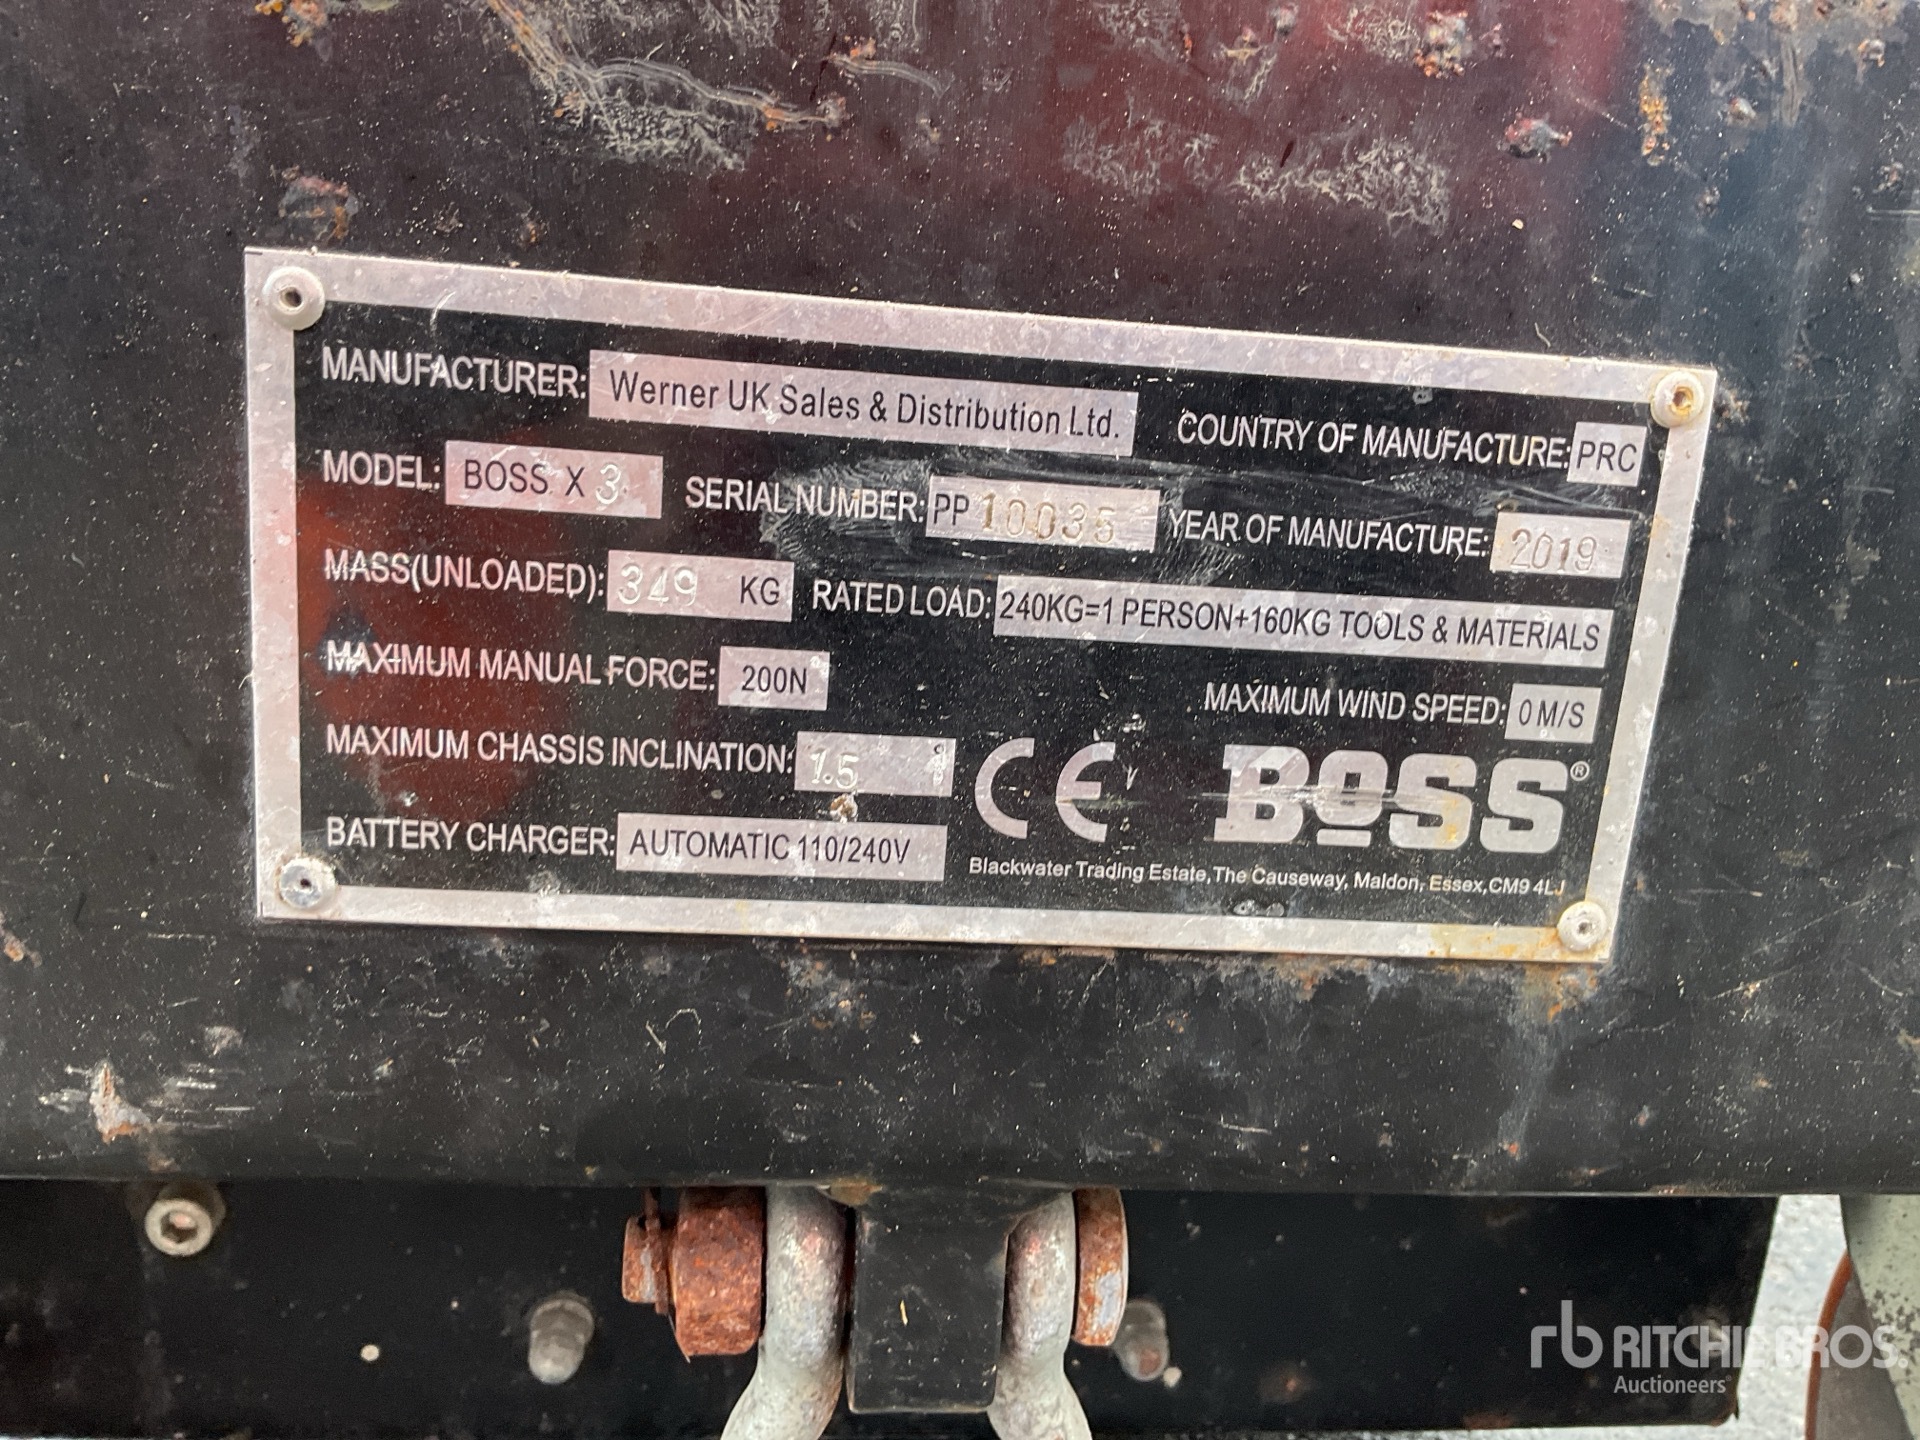 MANUFACTURER: Werner UK Sales & Distribution Ltd. COUNTRY OF MANUFACTURE: PRC
MODEL: BOSS X 3 SERIAL NUMBER: PP 10035 YEAR OF MANUFACTURE: 2019
MASS(UNLOADED): 349 KG RATED LOAD: 240KG=1 PERSON+160KG TOOLS & MATERIALS
MAXIMUM MANUAL FORCE: 200N MAXIMUM WIND SPEED: 0 M/S
MAXIMUM CHASSIS INCLINATION: 1.5 °
CE BOSS®
BATTERY CHARGER: AUTOMATIC 110/240V
Blackwater Trading Estate, The Causeway, Maldon, Essex, CM9 4LJ
rb RITCHIE BROS.
Auctioneers